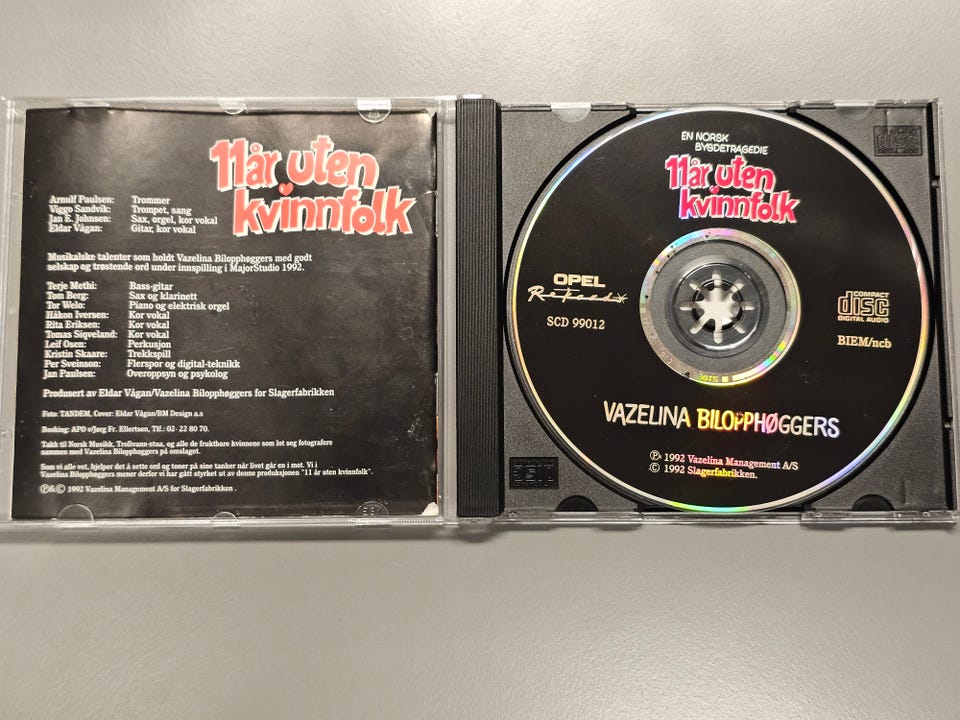 11 år uten
kvinnfolk
Arnulf Paulsen: Trommer
Viggo Sandvik: Trompet, sang
Jan E. Johnsen: Sax, orgel, kor vokal
Eldar Vågan: Gitar, kor vokal
Musikalske talenter som holdt Vazelina Bilopphøggers med godt
selskap og trøstende ord under innspilling i MajorStudio 1992.
Terje Methi: Bass-gitar
Tom Berg: Sax og klarinett
Tor Welo: Piano og elektrisk orgel
Håkon Iversen: Kor vokal
Rita Eriksen: Kor vokal
Tomas Siqveland: Kor vokal
Leif Osen: Perkusjon
Kristin Skaare: Trekkspill
Per Sveinson: Flerspor og digital-teknikk
Jan Paulsen: Overoppsyn og psykolog
Produsert av Eldar Vågan/Vazelina Bilopphøggers for Slagerfabrikken
Foto: TANDEM, Cover: Eldar Vågan/BM Design a.s
Booking: APO v/Jørg Fr. Ellertsen, Tlf.: 02- 22 80 70.
Takk til Norsk Musikk, Trollvann-stua, og alle de fruktbare kvinnene som lot seg fotografere
sammen med Vazelina Bilopphøggers på omslaget.
Som vi alle vet, hjelper det å sette ord og toner på sine tanker når livet går en i mot. Vi i
Vazelina Bilopphøggers mener derfor vi har gått styrket ut av denne produksjonen "11 år uten kvinnfolk".
Ⓟ&© 1992 Vazelina Management A/S for Slagerfabrikken .
EN NORSK
BYGDETRAGEDIE
11 år uten
kvinnfolk
OPEL
Rekord
SCD 99012
COMPACT
disc
DIGITAL AUDIO
BIEM/ncb
VAZELINA BILOPPHØGGERS
Ⓟ 1992 Vazelina Management A/S
© 1992 Slagerfabrikken.